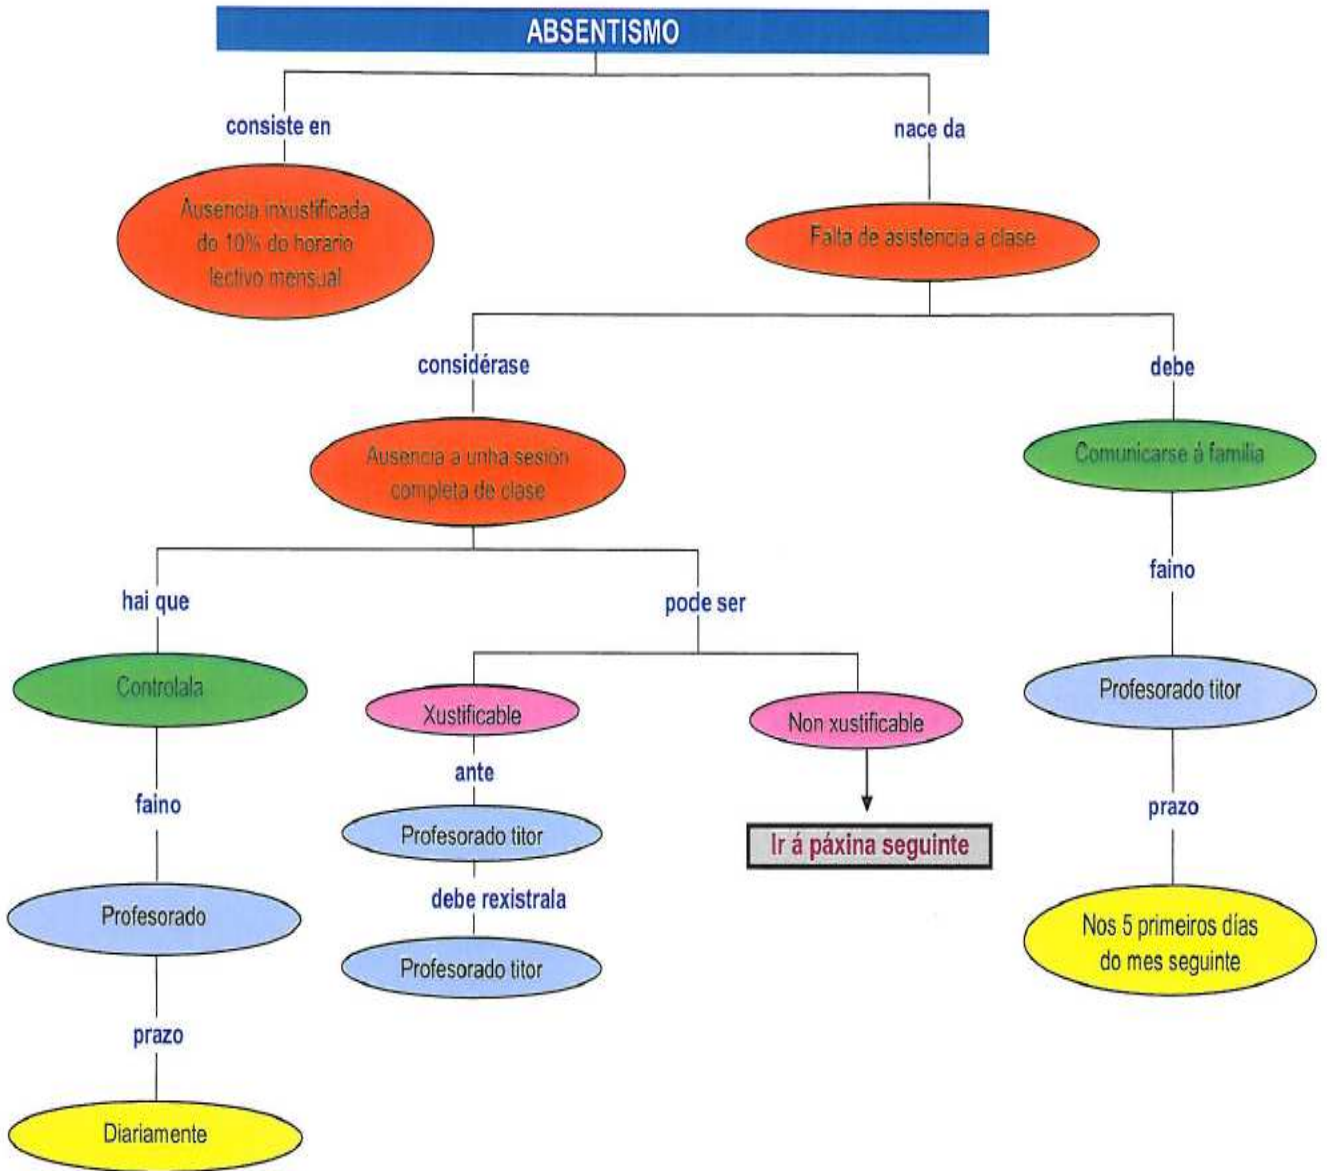 ABSENTISMO
consiste en
nace da
Ausencia inxustificada
do 10% do horario
lectivo mensual
Falta de asistencia a clase
considérase
debe
Ausencia a unha sesión
completa de clase
Comunicarse á familia
hai que
pode ser
faino
Controlala
Xustificable
Non xustificable
Profesorado titor
ante
faino
Profesorado titor
Ir á páxina seguinte
prazo
debe rexistrala
Profesorado
Profesorado titor
Nos 5 primeiros días
do mes seguinte
prazo
Diariamente